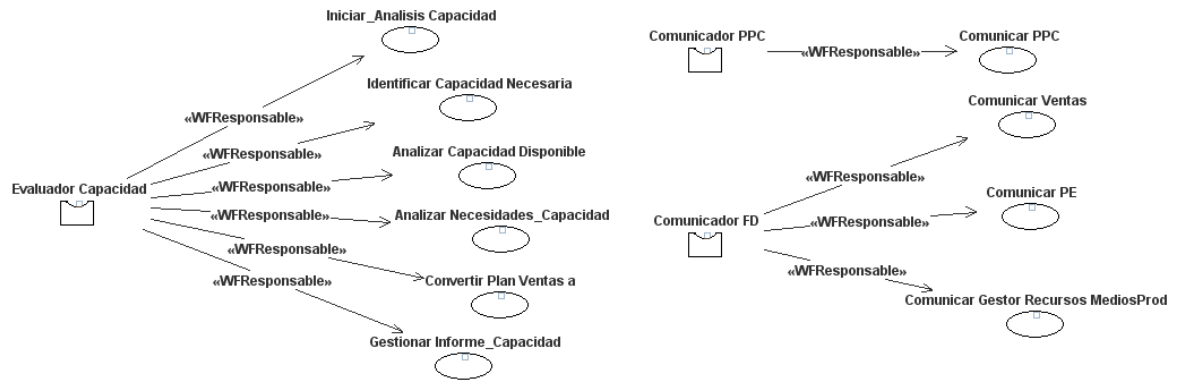 Iniciar_Analisis Capacidad
Identificar Capacidad Necesaria
«WFResponsable»
«WFResponsable»
Analizar Capacidad Disponible
Evaluador Capacidad
«WFResponsable»
«WFResponsable»
Analizar Necesidades_Capacidad
«WFResponsable»
«WFResponsable»
Convertir Plan Ventas a
Gestionar Informe_Capacidad
Comunicador PPC
«WFResponsable»
Comunicar PPC
Comunicar Ventas
«WFResponsable»
Comunicar PE
Comunicador FD
«WFResponsable»
«WFResponsable»
Comunicar Gestor Recursos MediosProd